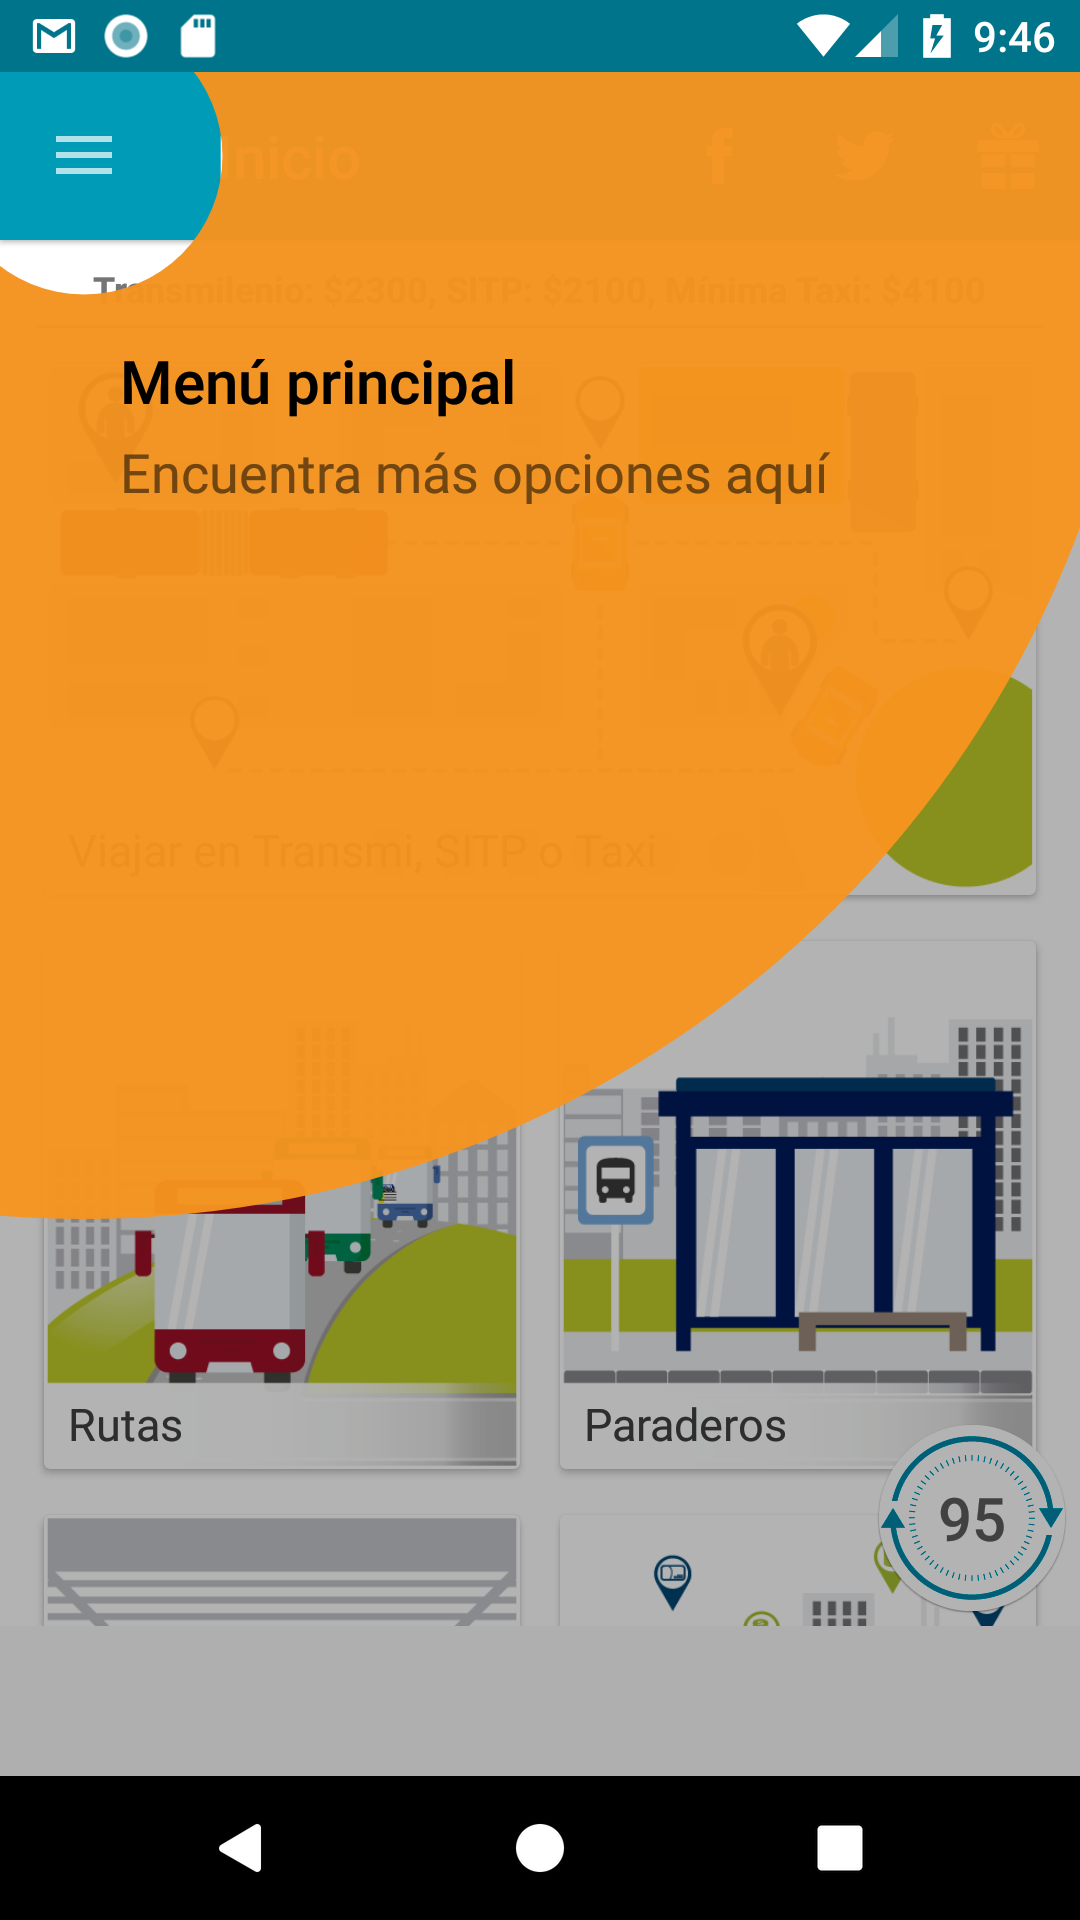 9:46
Inicio
Transmilenio: $2300, SITP: $2100, Mínima Taxi: $4100
Menú principal
Encuentra más opciones aquí
Viajar en Transmi, SITP o Taxi
Rutas
Paraderos
95